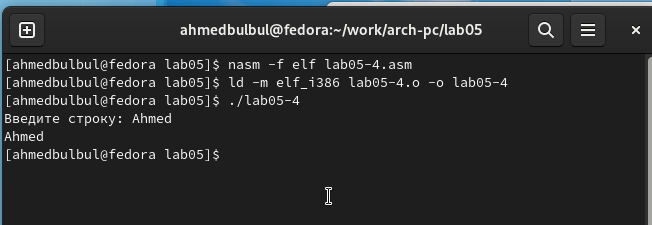 ahmedbulbul@fedora:~/work/arch-pc/lab05
[ahmedbulbul@fedora lab05]$ nasm -f elf lab05-4.asm
[ahmedbulbul@fedora lab05]$ ld -m elf_i386 lab05-4.o -o lab05-4
[ahmedbulbul@fedora lab05]$ ./lab05-4
Введите строку: Ahmed
Ahmed
[ahmedbulbul@fedora lab05]$